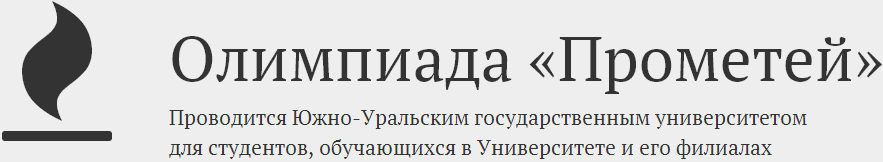 Олимпиада «Прометей»
Проводится Южно-Уральским государственным университетом
для студентов, обучающихся в Университете и его филиалах